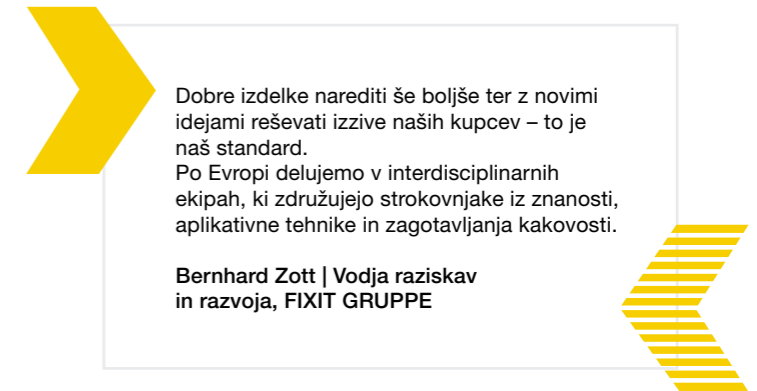 Dobre izdelke narediti še boljše ter z novimi
idejami reševati izzive naših kupcev – to je
naš standard.
Po Evropi delujemo v interdisciplinarnih
ekipah, ki združujejo strokovnjake iz znanosti,
aplikativne tehnike in zagotavljanja kakovosti.
Bernhard Zott | Vodja raziskav
in razvoja, FIXIT GRUPPE